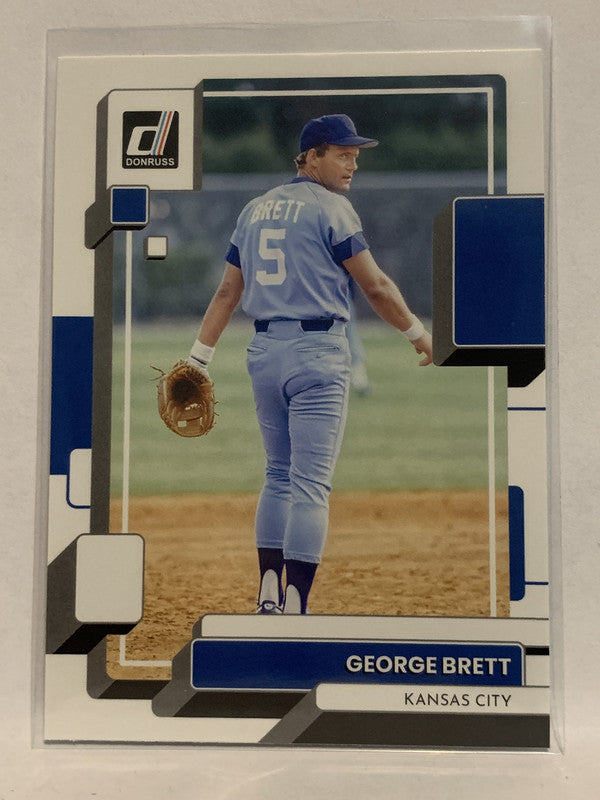 d
DONRUSS
BRETT
5
GEORGE BRETT
KANSAS CITY